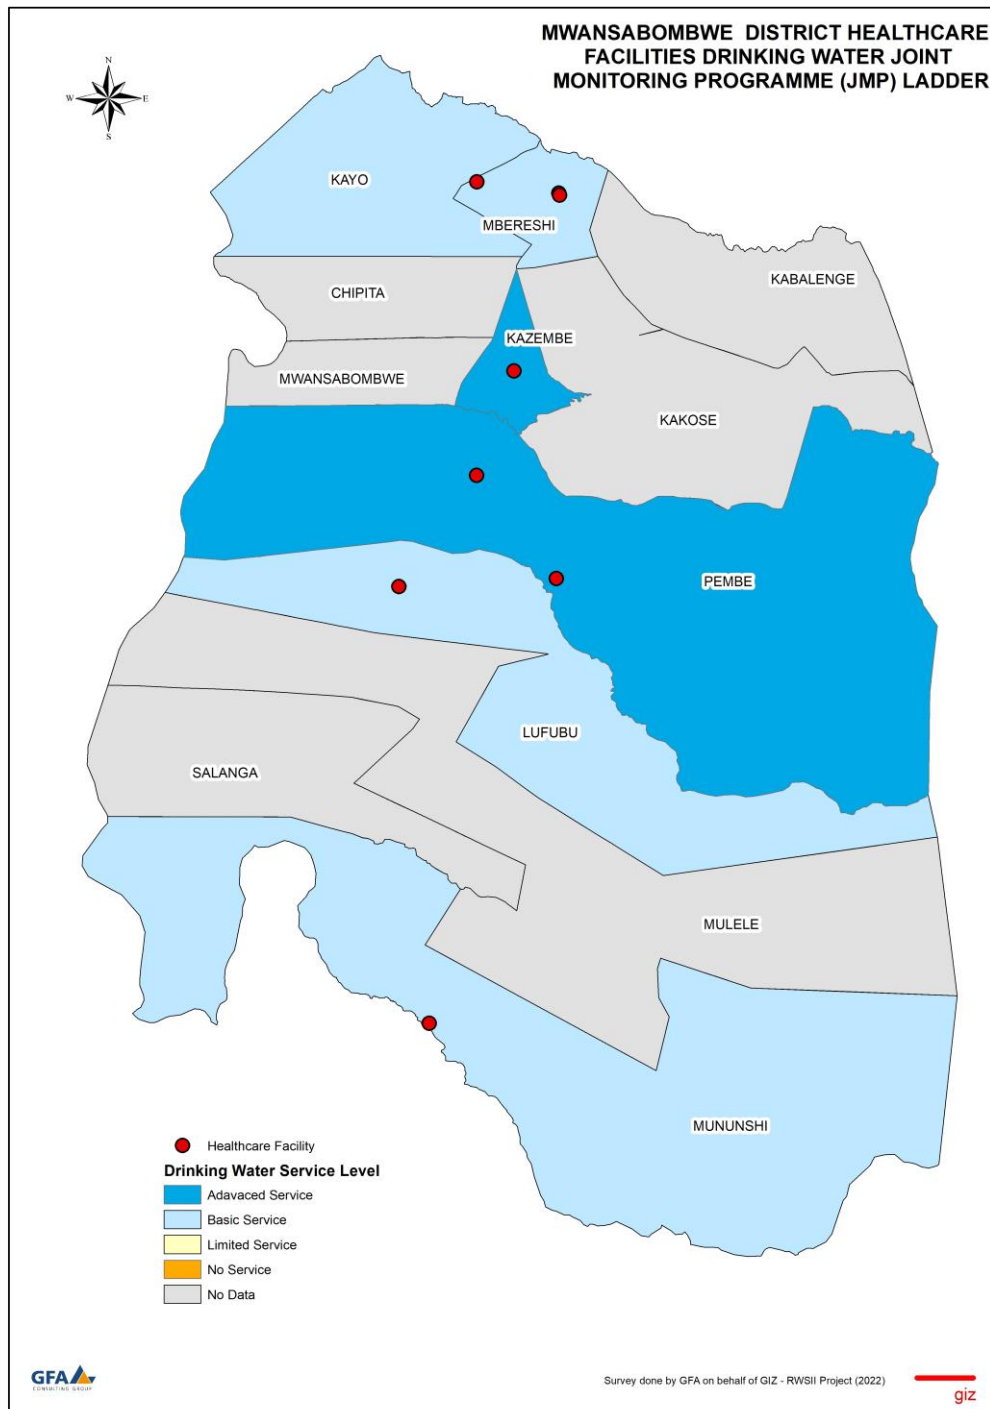 MWANSABOMBWE  DISTRICT HEALTHCARE
FACILITIES DRINKING WATER JOINT
MONITORING PROGRAMME (JMP) LADDER
N
W
E
S
KAYO
MBERESHI
KABALENGE
CHIPITA
KAZEMBE
MWANSABOMBWE
KAKOSE
PEMBE
LUFUBU
SALANGA
MULELE
MUNUNSHI
Healthcare Facility
Drinking Water Service Level
Adavaced Service
Basic Service
Limited Service
No Service
No Data
GFA
CONSULTING GROUP
Survey done by GFA on behalf of GIZ - RWSII Project (2022)
giz